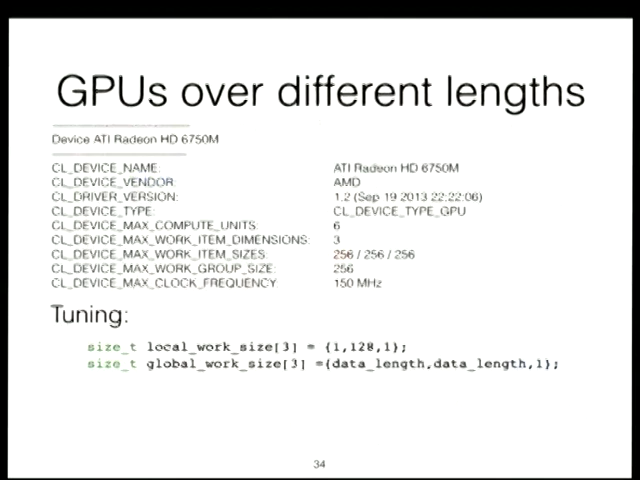 GPUs over different lengths
Device ATI Radeon HD 6750M
CL_DEVICE_NAME: ATI Radeon HD 6750M
CL_DEVICE_VENDOR: AMD
CL_DRIVER_VERSION: 1.2 (Sep 19 2013 22:22:06)
CL_DEVICE_TYPE: CL_DEVICE_TYPE_GPU
CL_DEVICE_MAX_COMPUTE_UNITS: 6
CL_DEVICE_MAX_WORK_ITEM_DIMENSIONS: 3
CL_DEVICE_MAX_WORK_ITEM_SIZES: 256 / 256 / 256
CL_DEVICE_MAX_WORK_GROUP_SIZE: 256
CL_DEVICE_MAX_CLOCK_FREQUENCY 150 MHz
Tuning:
size_t local_work_size[3] = {1,128,1};
size_t global_work_size[3] ={data_length,data_length,1};
34